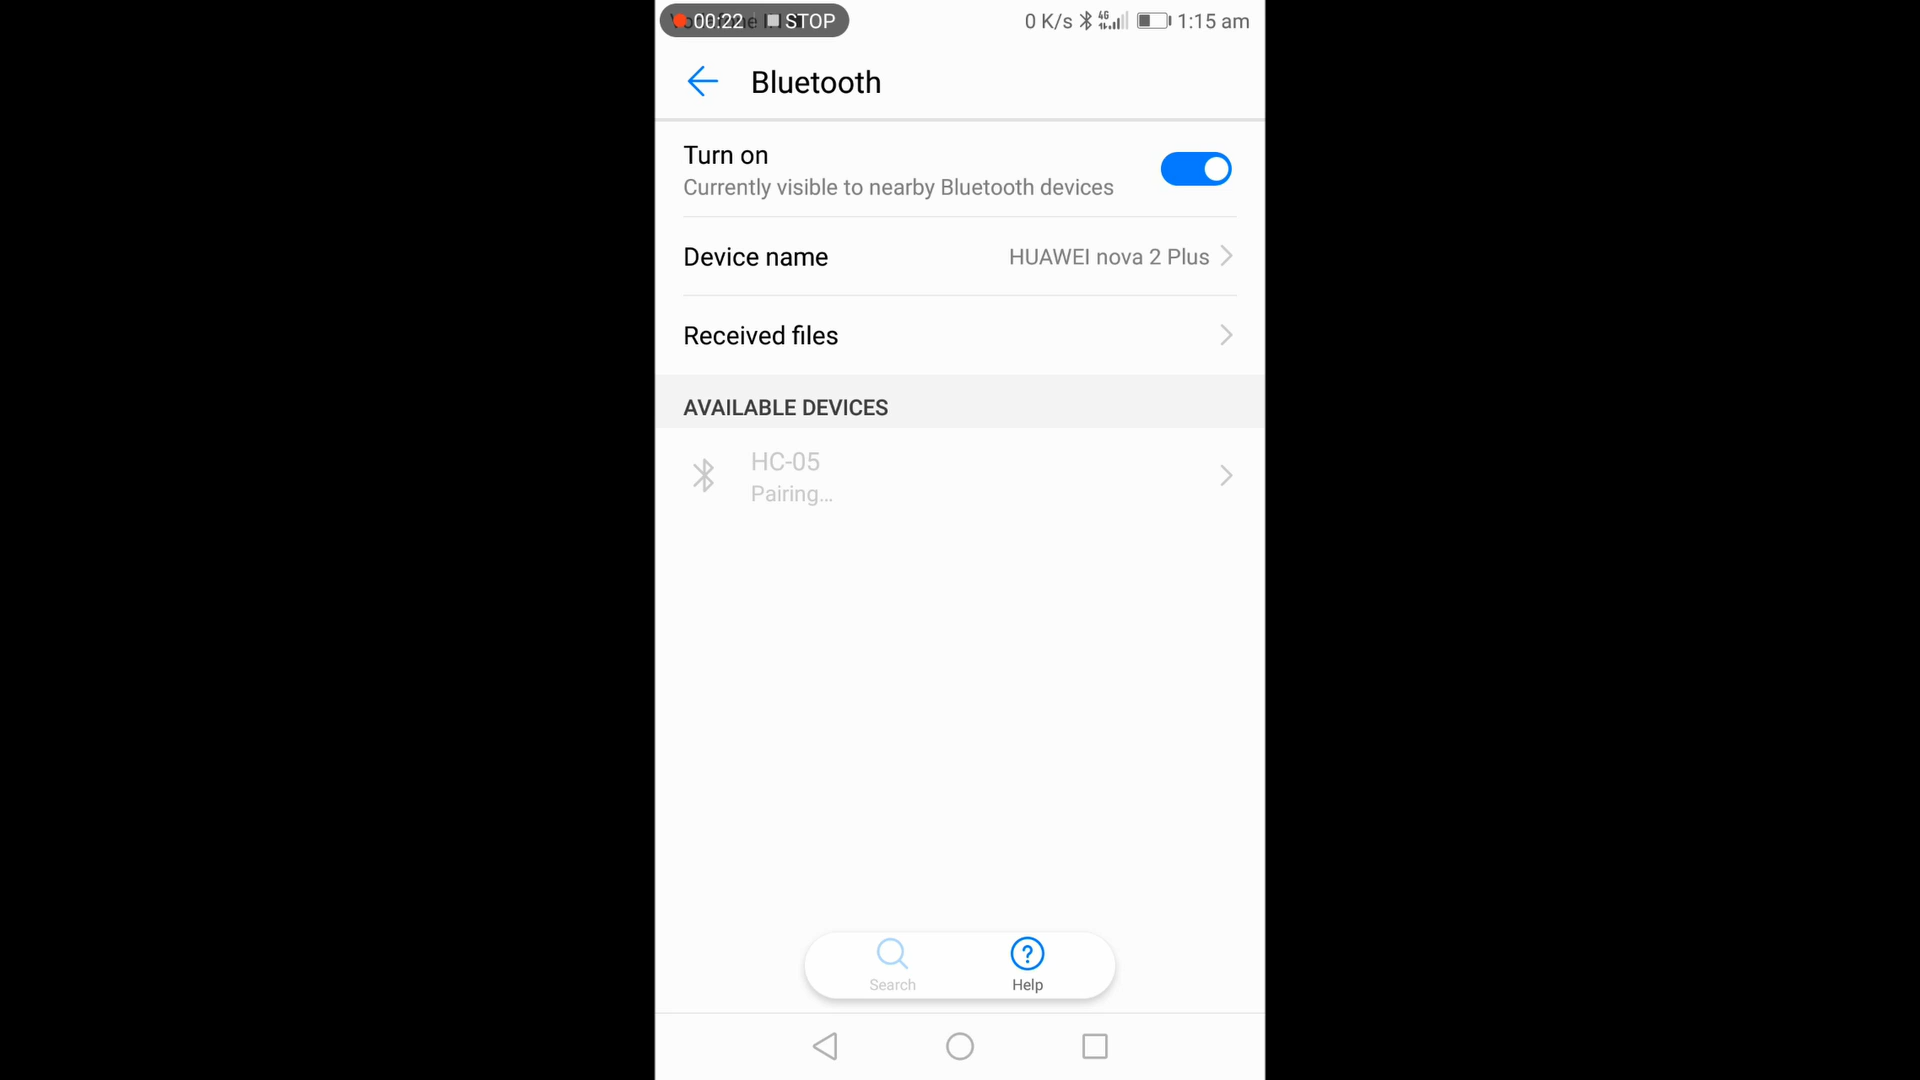 00:22 STOP 0 K/s 4G 1:15 am
Bluetooth
Turn on
Currently visible to nearby Bluetooth devices
Device name HUAWEI nova 2 Plus
Received files
AVAILABLE DEVICES
HC-05
Pairing...
Search Help